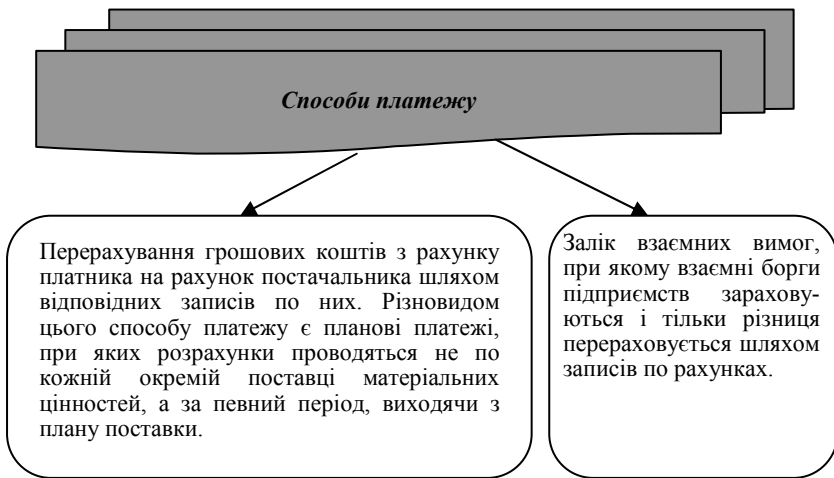 Способи платежу
Перерахування грошових коштів з рахунку
платника на рахунок постачальника шляхом
відповідних записів по них. Різновидом
цього способу платежу є планові платежі,
при яких розрахунки проводяться не по
кожній окремій поставці матеріальних
цінностей, а за певний період, виходячи з
плану поставки.
Залік взаємних вимог,
при якому взаємні борги
підприємств зарахову-
ються і тільки різниця
перераховується шляхом
записів по рахунках.